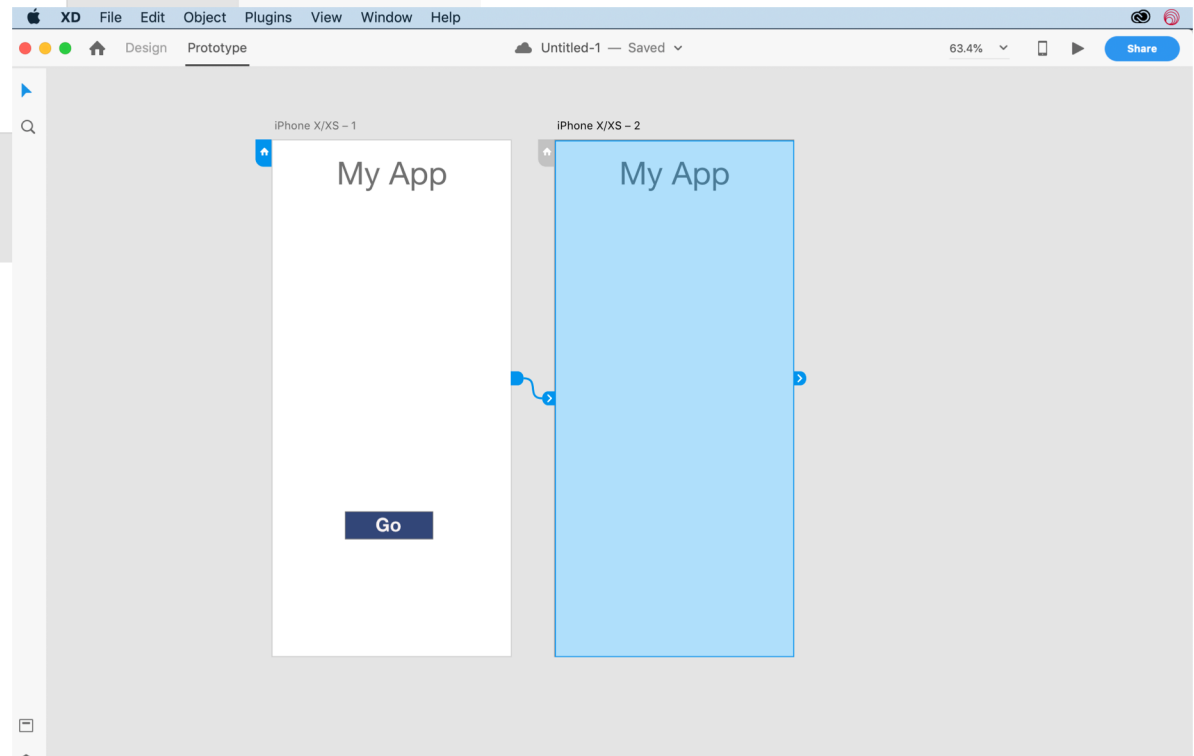 XD File Edit Object Plugins View Window Help
Design Prototype Untitled-1 — Saved 63.4% Share
iPhone X/XS – 1 iPhone X/XS – 2
My App My App
Go